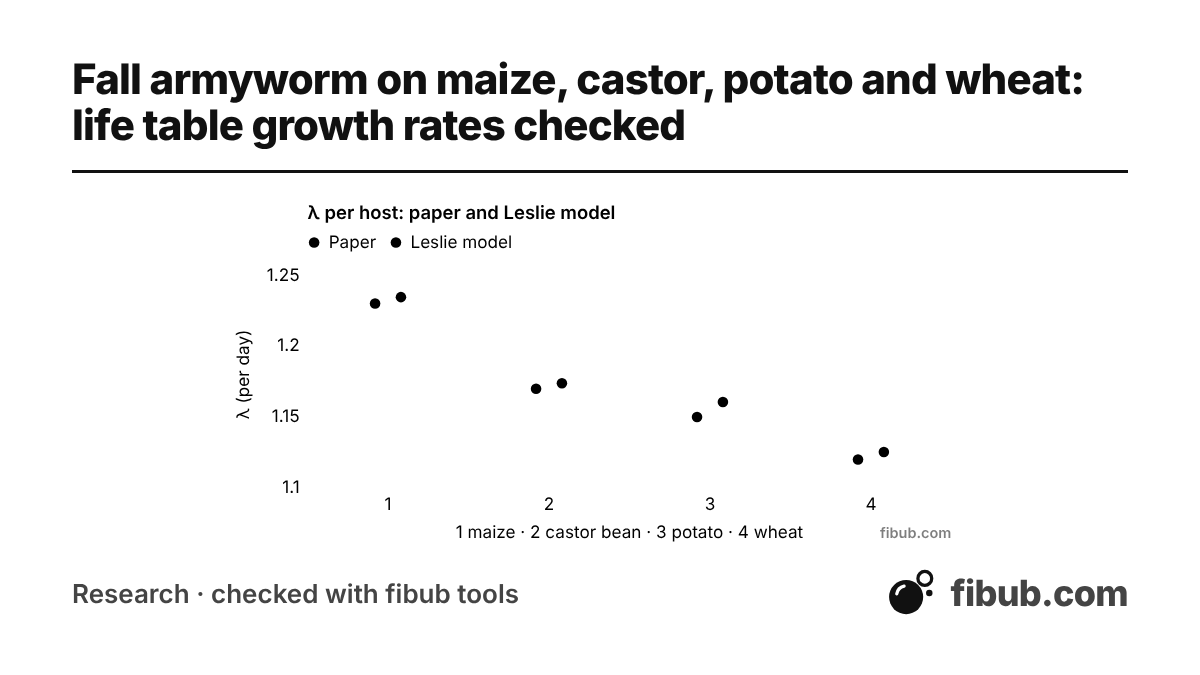 Fall armyworm on maize, castor, potato and wheat:
life table growth rates checked
λ per host: paper and Leslie model
Paper Leslie model
1.25
1.2
1.15
1.1
λ (per day)
1 2 3 4
1 maize · 2 castor bean · 3 potato · 4 wheat
fibub.com
Research · checked with fibub tools
fibub.com